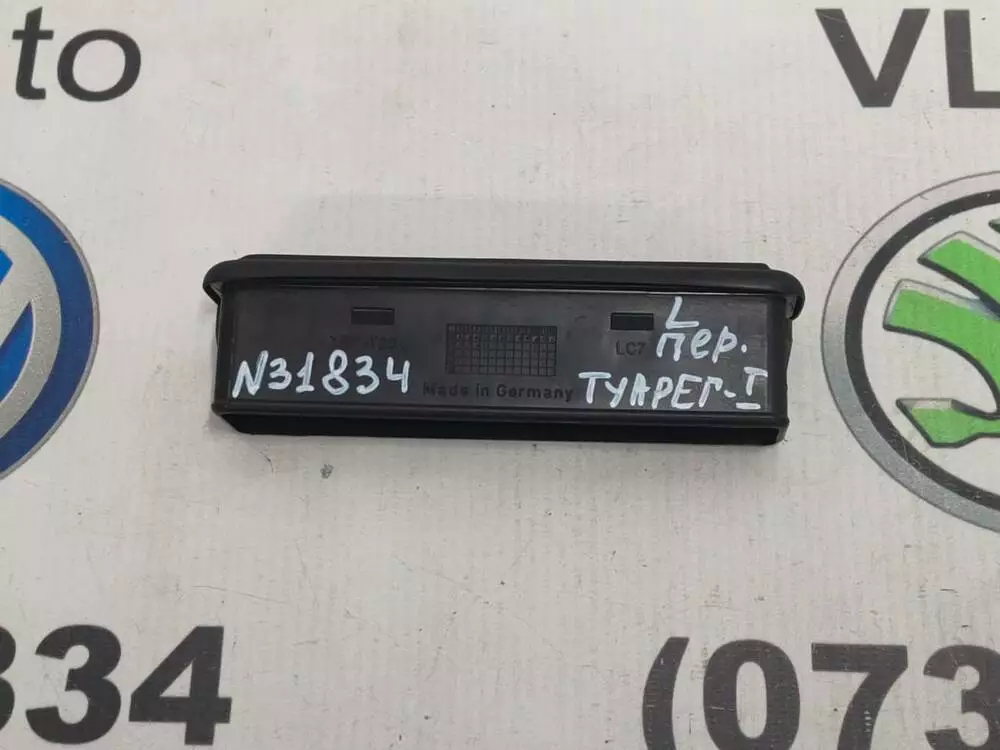 to
VL
L
пер.
LC7
N31834
Made in Germany
ТУАРЕГ-I
334
(073